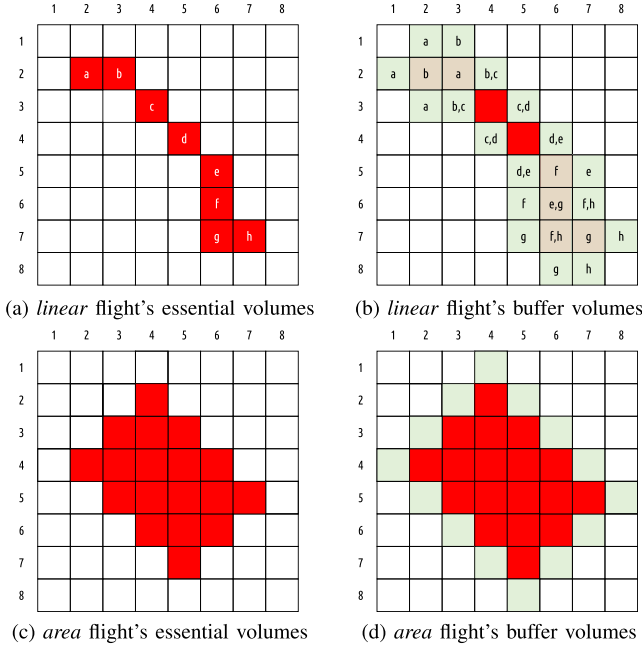 1 2 3 4 5 6 7 8 1 2 3 4 5 6 7 8
1 1 a b
2 a b 2 a b a b,c
3 c 3 a b,c c,d
4 d 4 c,d d,e
5 e 5 d,e f e
6 f 6 f e,g f,h
7 g h 7 g f,h g h
8 8 g h
(a) linear flight's essential volumes (b) linear flight's buffer volumes
1 2 3 4 5 6 7 8 1 2 3 4 5 6 7 8
1 1
2 2
3 3
4 4
5 5
6 6
7 7
8 8
(c) area flight's essential volumes (d) area flight's buffer volumes